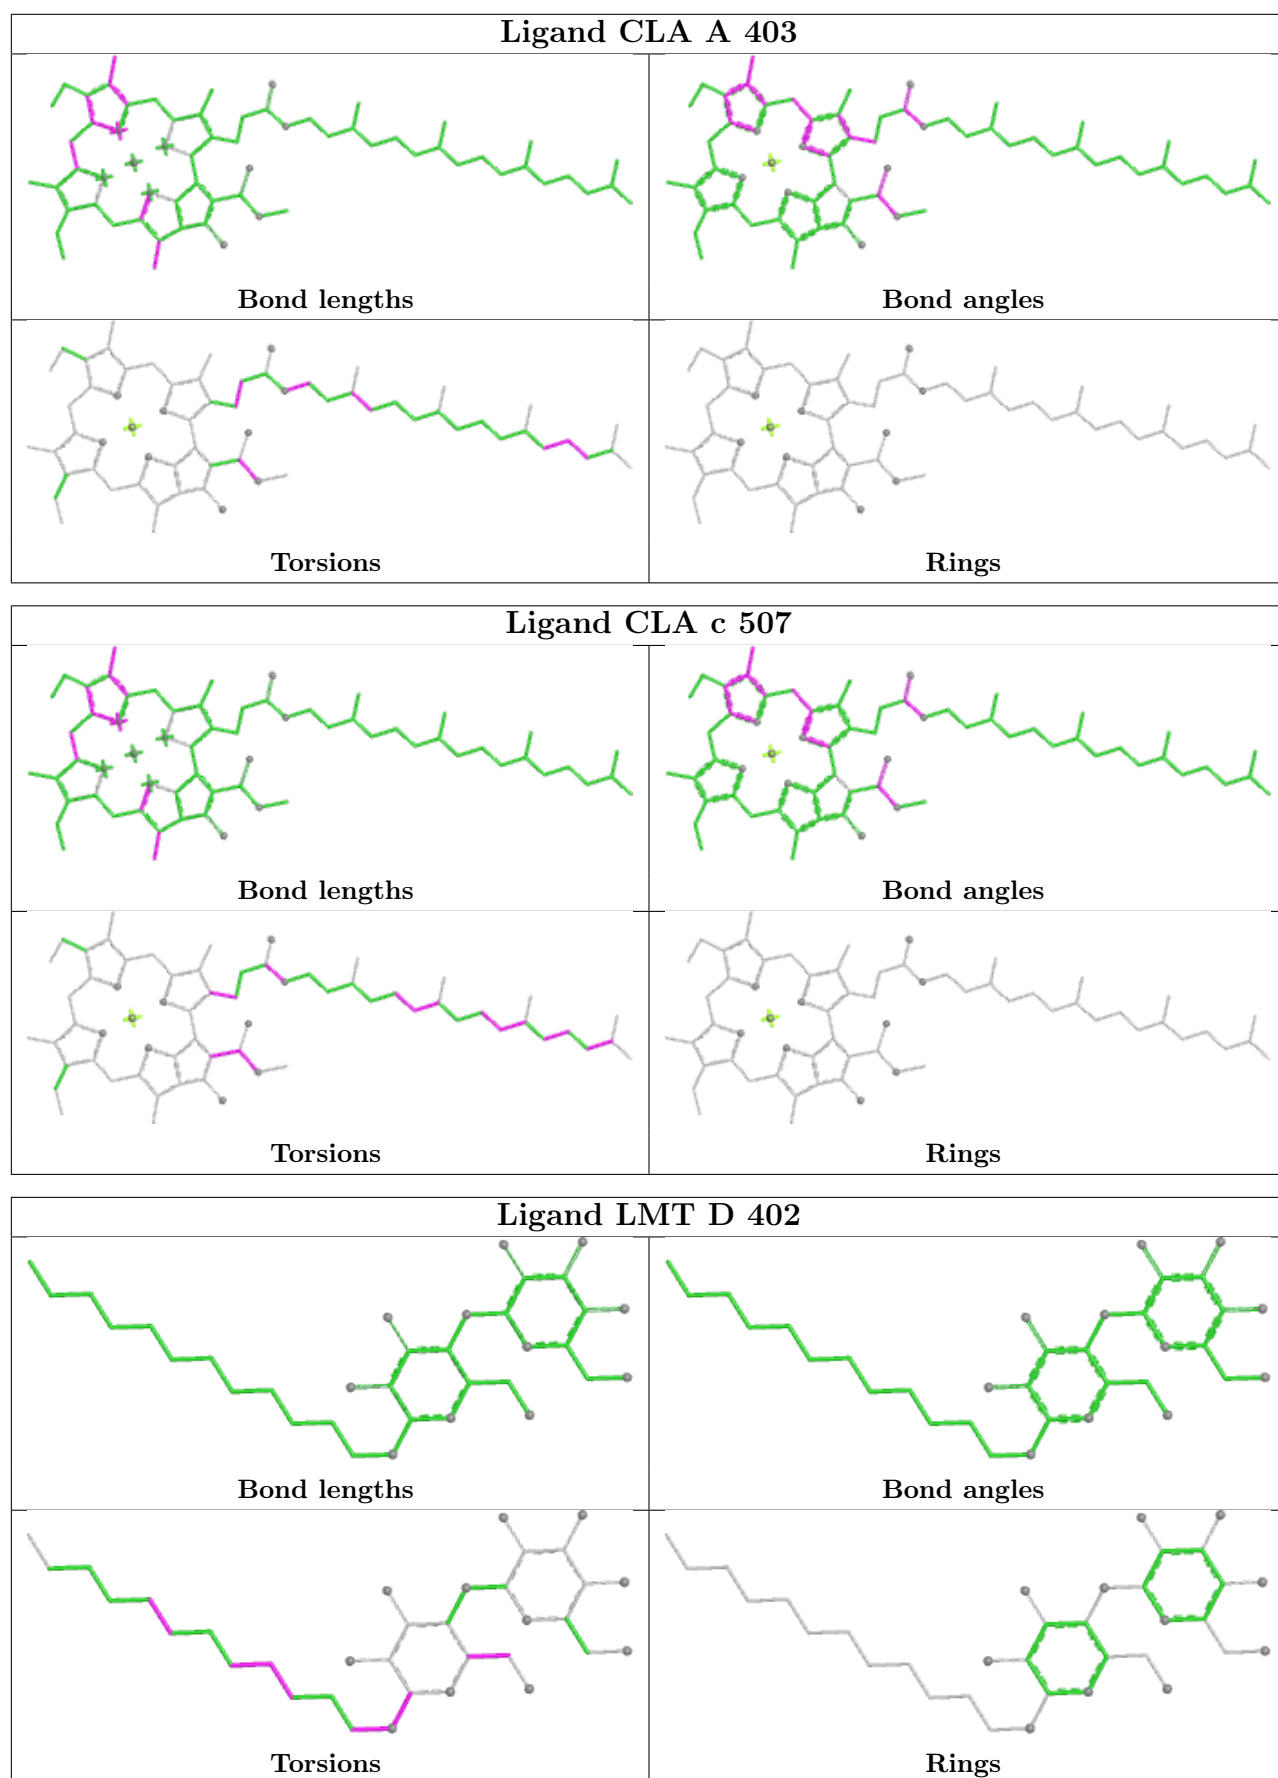 Ligand CLA A 403
Bond lengths
Bond angles
Torsions
Rings
Ligand CLA c 507
Bond lengths
Bond angles
Torsions
Rings
Ligand LMT D 402
Bond lengths
Bond angles
Torsions
Rings